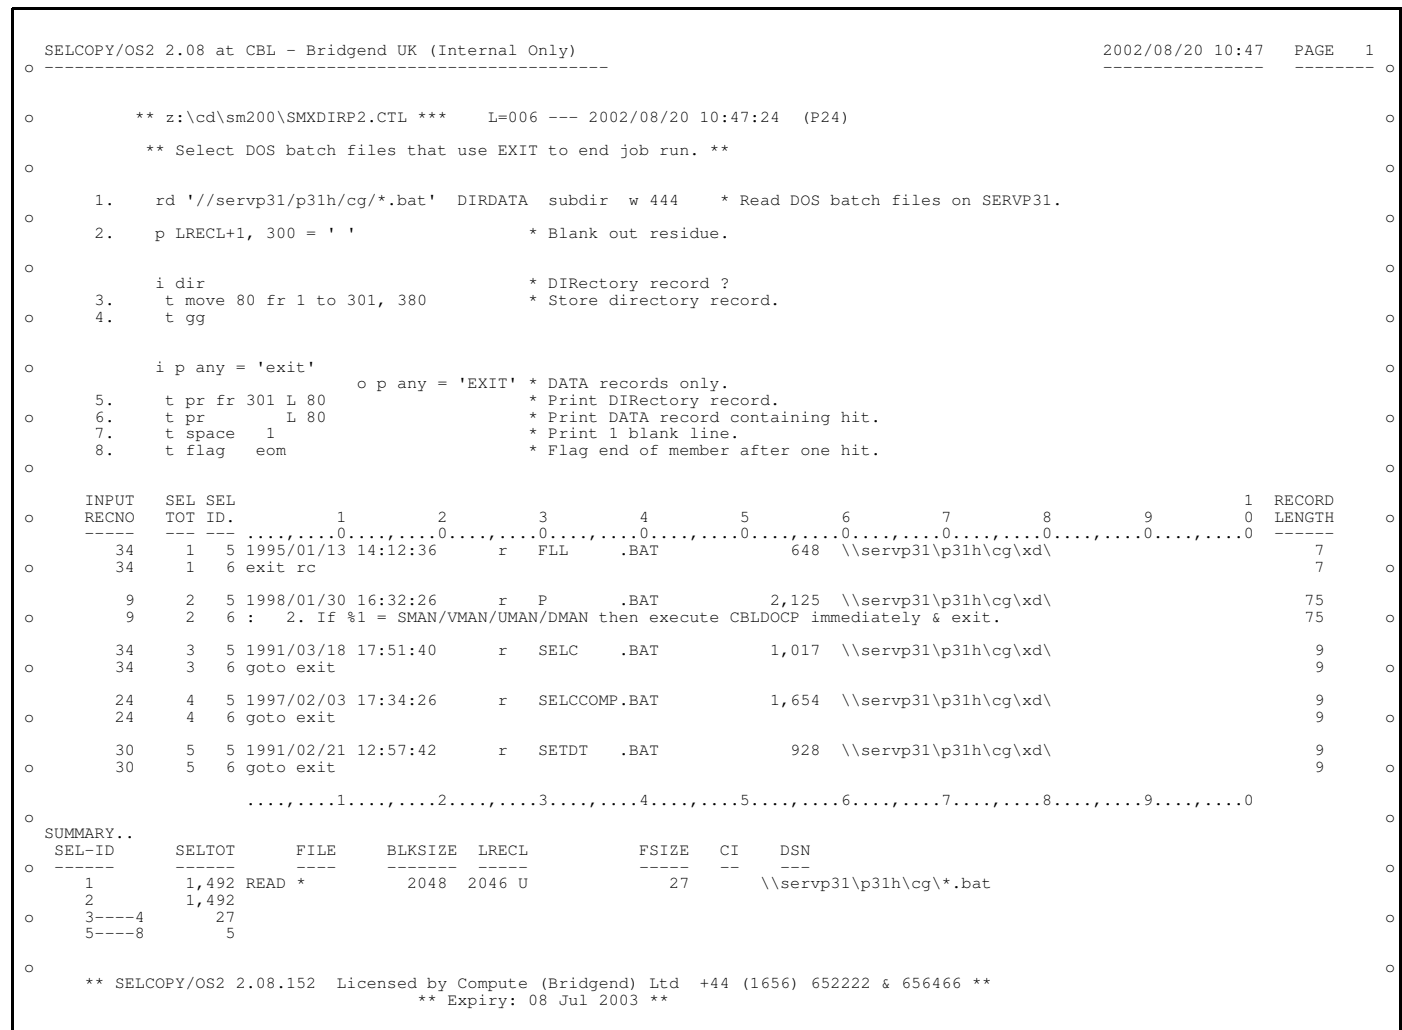 SELCOPY/OS2 2.08 at CBL - Bridgend UK (Internal Only)                                                    2002/08/20 10:47   PAGE   1
o --------------------------------------------------------                                                 ----------------   -------- o
o          ** z:\cd\sm200\SMXDIRP2.CTL ***    L=006 --- 2002/08/20 10:47:24  (P24) o
** Select DOS batch files that use EXIT to end job run. **
o o
1.    rd '//servp31/p31h/cg/*.bat'  DIRDATA  subdir  w 444    * Read DOS batch files on SERVP31.
o o
2.    p LRECL+1, 300 = ' '                 * Blank out residue.
o o
i dir                                * DIRectory record ?
3.     t move 80 fr 1 to 301, 380          * Store directory record.
o 4.     t gg o
o            i p any = 'exit' o
o p any = 'EXIT' * DATA records only.
5.     t pr fr 301 L 80                    * Print DIRectory record.
o 6.     t pr        L 80                    * Print DATA record containing hit. o
7.     t space   1                         * Print 1 blank line.
8.     t flag   eom                        * Flag end of member after one hit.
o o
INPUT   SEL SEL                                                                                                    1  RECORD
o     RECNO   TOT ID.          1         2         3         4         5         6         7         8         9         0  LENGTH o
-----   --- --- ....,....0....,....0....,....0....,....0....,....0....,....0....,....0....,....0....,....0....,....0  ------
34     1   5 1995/01/13 14:12:36      r   FLL     .BAT             648  \\servp31\p31h\cg\xd\                          7
o        34     1   6 exit rc                                                                                                7 o
9     2   5 1998/01/30 16:32:26      r   P       .BAT           2,125  \\servp31\p31h\cg\xd\                         75
o         9     2   6 :   2. If %1 = SMAN/VMAN/UMAN/DMAN then execute CBLDOCP immediately & exit.                              75 o
34     3   5 1991/03/18 17:51:40      r   SELC    .BAT           1,017  \\servp31\p31h\cg\xd\                          9
o        34     3   6 goto exit                                                                                              9 o
24     4   5 1997/02/03 17:34:26      r   SELCCOMP.BAT           1,654  \\servp31\p31h\cg\xd\                          9
o        24     4   6 goto exit                                                                                              9 o
30     5   5 1991/02/21 12:57:42      r   SETDT   .BAT             928  \\servp31\p31h\cg\xd\                          9
o        30     5   6 goto exit                                                                                              9 o
....,....1....,....2....,....3....,....4....,....5....,....6....,....7....,....8....,....9....,....0
o o
SUMMARY..
SEL-ID      SELTOT      FILE     BLKSIZE  LRECL           FSIZE   CI    DSN
o  ------      ------      ----     -------  -----           -----   --    --- o
1         1,492 READ *          2048  2046 U            27       \\servp31\p31h\cg\*.bat
2         1,492
o     3----4       27 o
5----8        5
o o
** SELCOPY/OS2 2.08.152  Licensed by Compute (Bridgend) Ltd  +44 (1656) 652222 & 656466 **
** Expiry: 08 Jul 2003 **